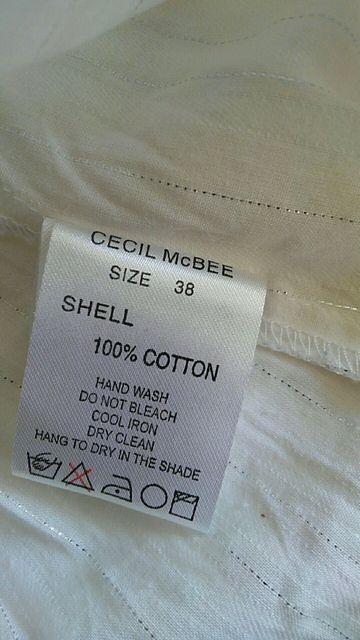 CECIL McBEE
SIZE 38
SHELL
100% COTTON
HAND WASH
DO NOT BLEACH
COOL IRON
DRY CLEAN
HANG TO DRY IN THE SHADE